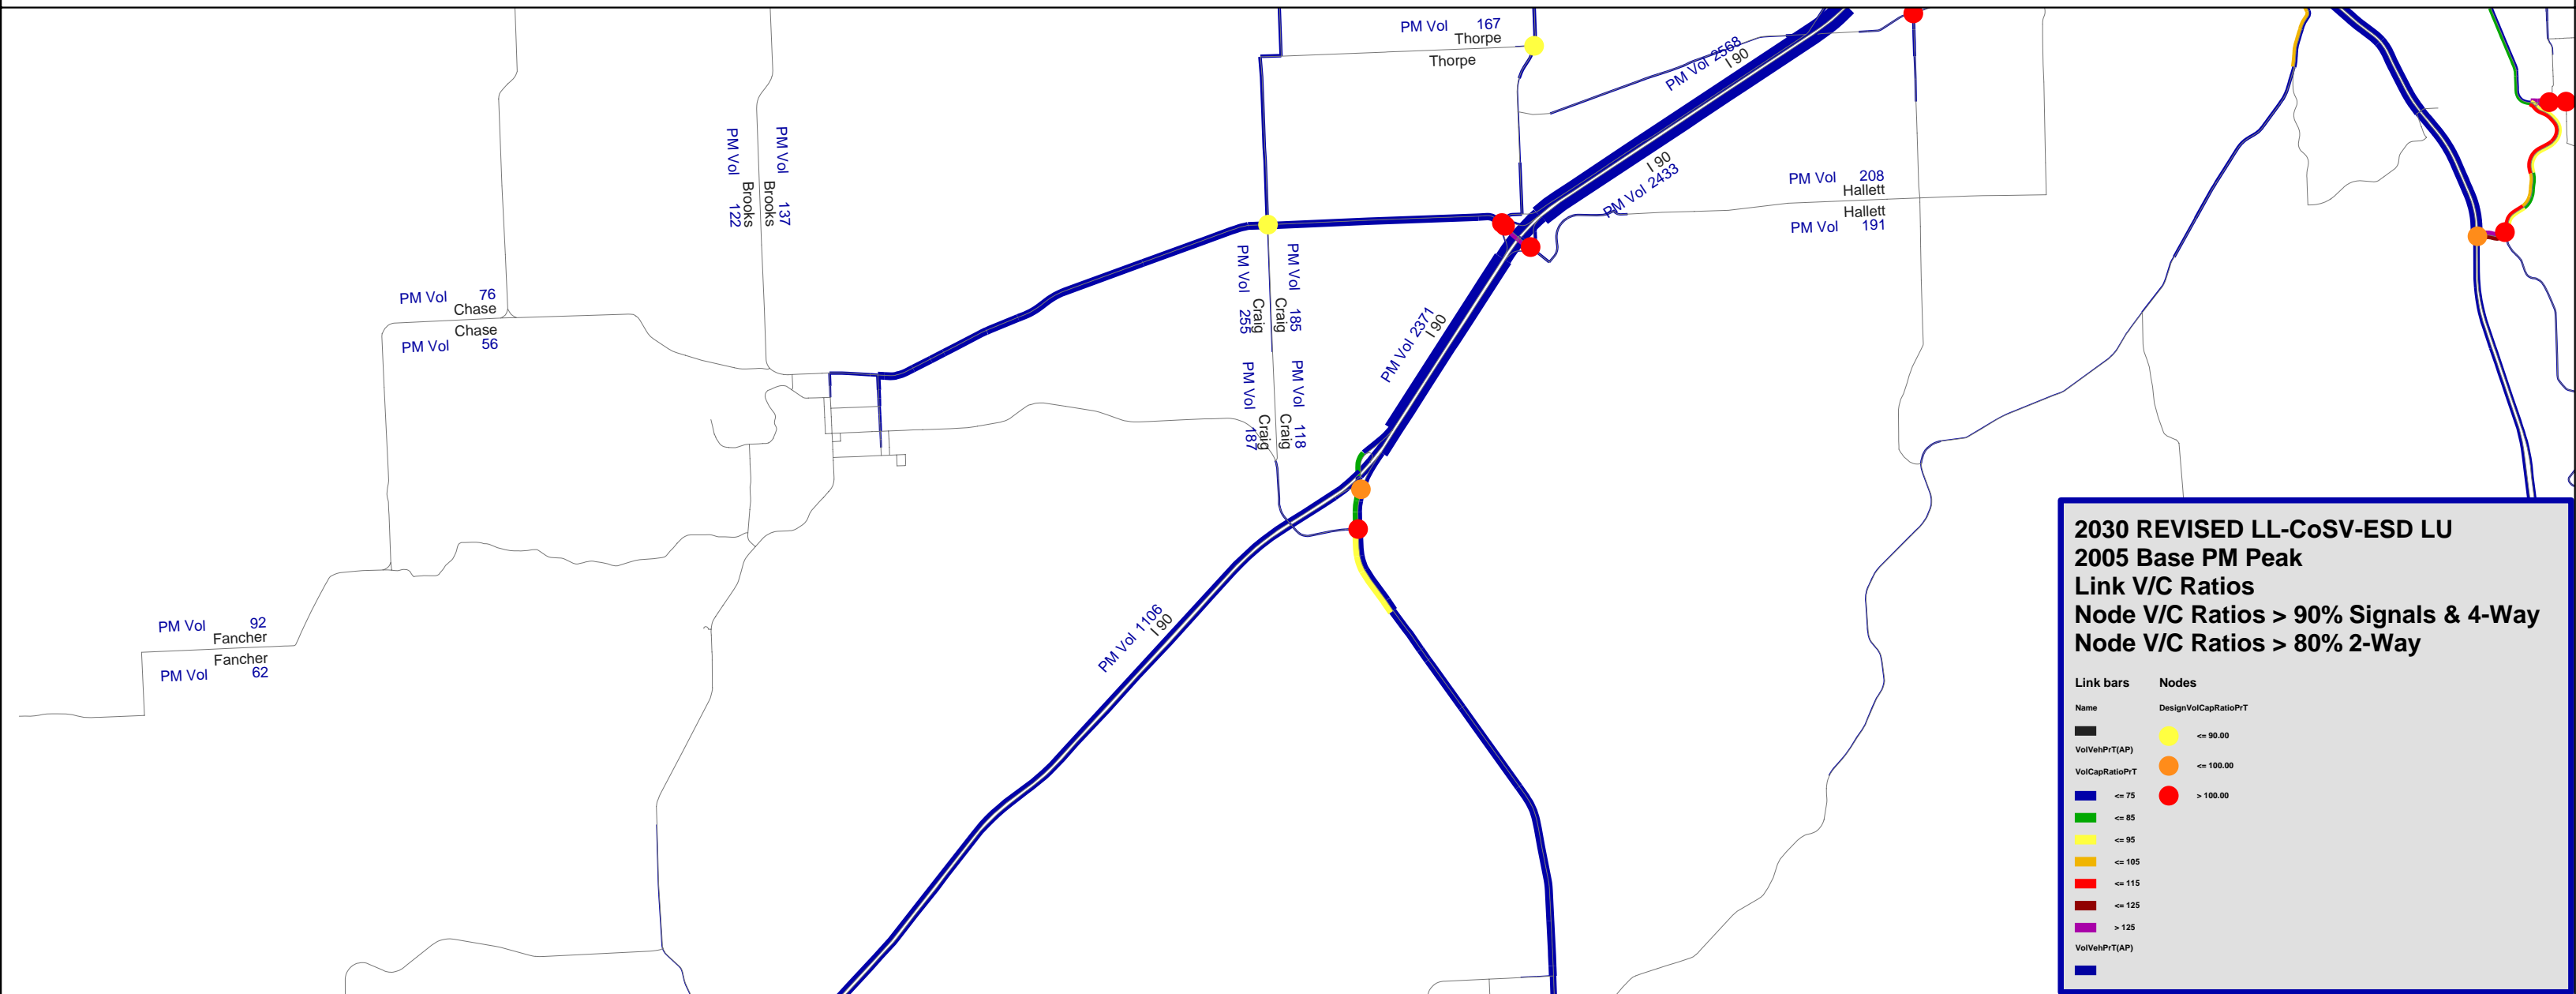 PM Vol 167
Thorpe
Thorpe
PM Vol 2568
I 90
I 90
PM Vol 2433
PM Vol 122
Brooks
Brooks
PM Vol 137
PM Vol 208
Hallett
Hallett
PM Vol 191
PM Vol 76
Chase
Chase
PM Vol 56
PM Vol 255
Craig
Craig
PM Vol 185
PM Vol 2371
I 90
PM Vol 187
Craig
Craig
PM Vol 118
PM Vol 92
Fancher
Fancher
PM Vol 62
PM Vol 1106
I 90
2030 REVISED LL-CoSV-ESD LU
2005 Base PM Peak
Link V/C Ratios
Node V/C Ratios > 90% Signals & 4-Way
Node V/C Ratios > 80% 2-Way
Link bars Nodes
Name DesignVolCapRatioPrT
<= 90.00
VolVehPrT(AP)
<= 100.00
VolCapRatioPrT
<= 75 > 100.00
<= 85
<= 95
<= 105
<= 115
<= 125
> 125
VolVehPrT(AP)